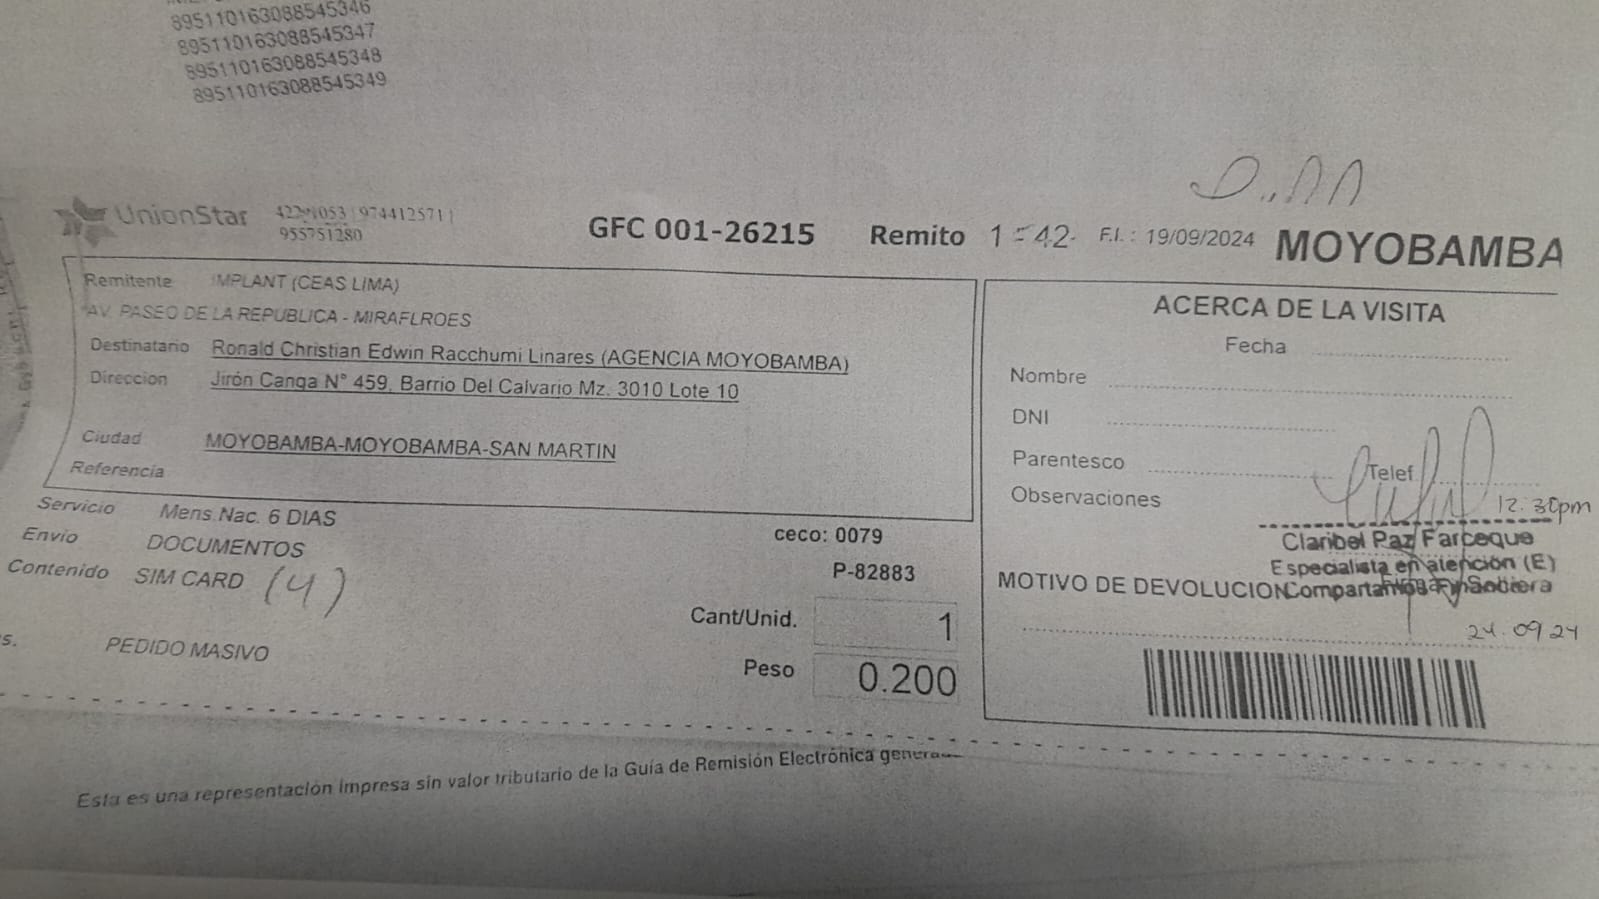 895110163088545346
895110163088545347
895110163088545348
895110163088545349
UnionStar
974412571
955751280
GFC 001-26215
Remito
F.I. : 19/09/2024
MOYOBAMBA
Remitente IMPLANT (CEAS LIMA)
AV. PASEO DE LA REPUBLICA - MIRAFLROES
Destinatario Ronald Christian Edwin Racchumi Linares (AGENCIA MOYOBAMBA)
Direccion Jirón Canga N° 459, Barrio Del Calvario Mz. 3010 Lote 10
Ciudad MOYOBAMBA-MOYOBAMBA-SAN MARTIN
Referencia
Servicio Mens.Nac. 6 DIAS
Envio DOCUMENTOS
Contenido SIM CARD (4)
s. PEDIDO MASIVO
ceco: 0079
P-82883
Cant/Unid. 1
Peso 0.200
ACERCA DE LA VISITA
Fecha
Nombre
DNI
Parentesco Telef
Observaciones
12:30pm
Claribel Paz Farceque
Especialista en atención (E)
MOTIVO DE DEVOLUCION Compartamos Financiera
24.09 24
Esta es una representación impresa sin valor tributario de la Guía de Remisión Electrónica